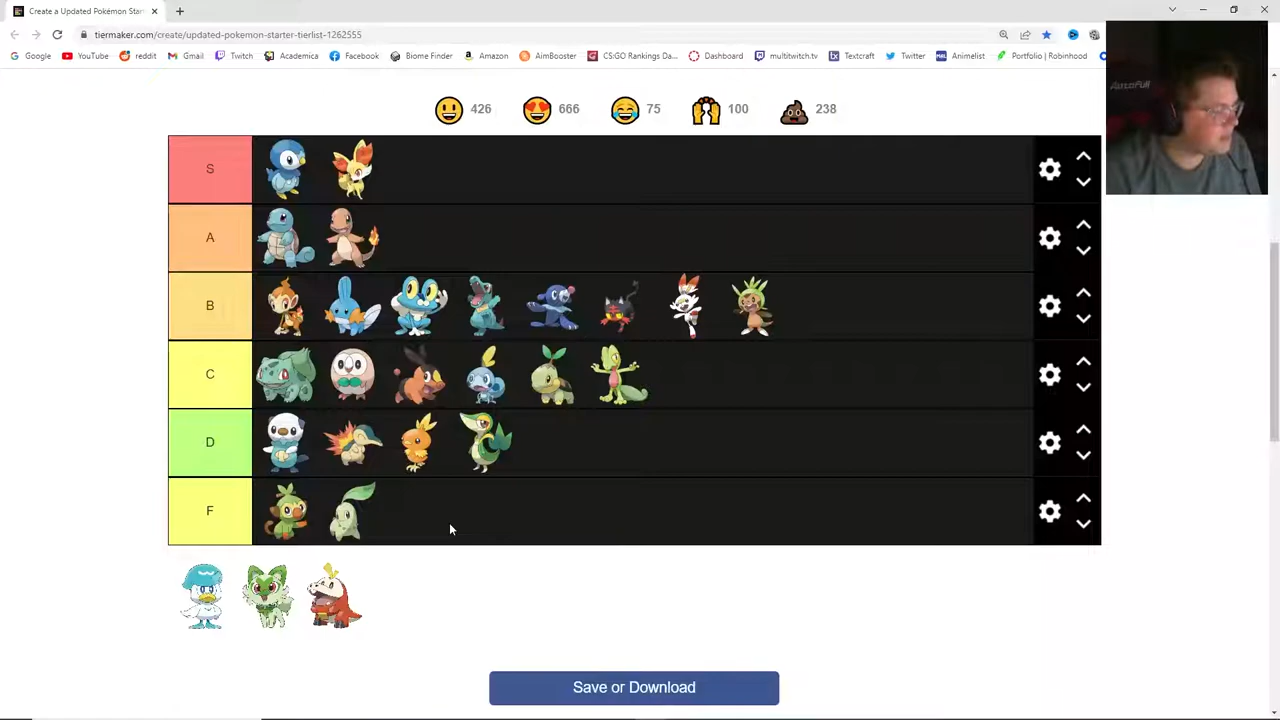 Create a Updated Pokémon Star
tiermaker.com/create/updated-pokemon-starter-tierlist-1262555
Google YouTube reddit Gmail Twitch Academica Facebook Biome Finder Amazon AimBooster CS:GO Rankings Da... Dashboard multitwitch.tv Textcraft Twitter Animelist Portfolio | Robinhood
AutoFull
426 666 75 100 238
S
A
B
C
D
F
Save or Download